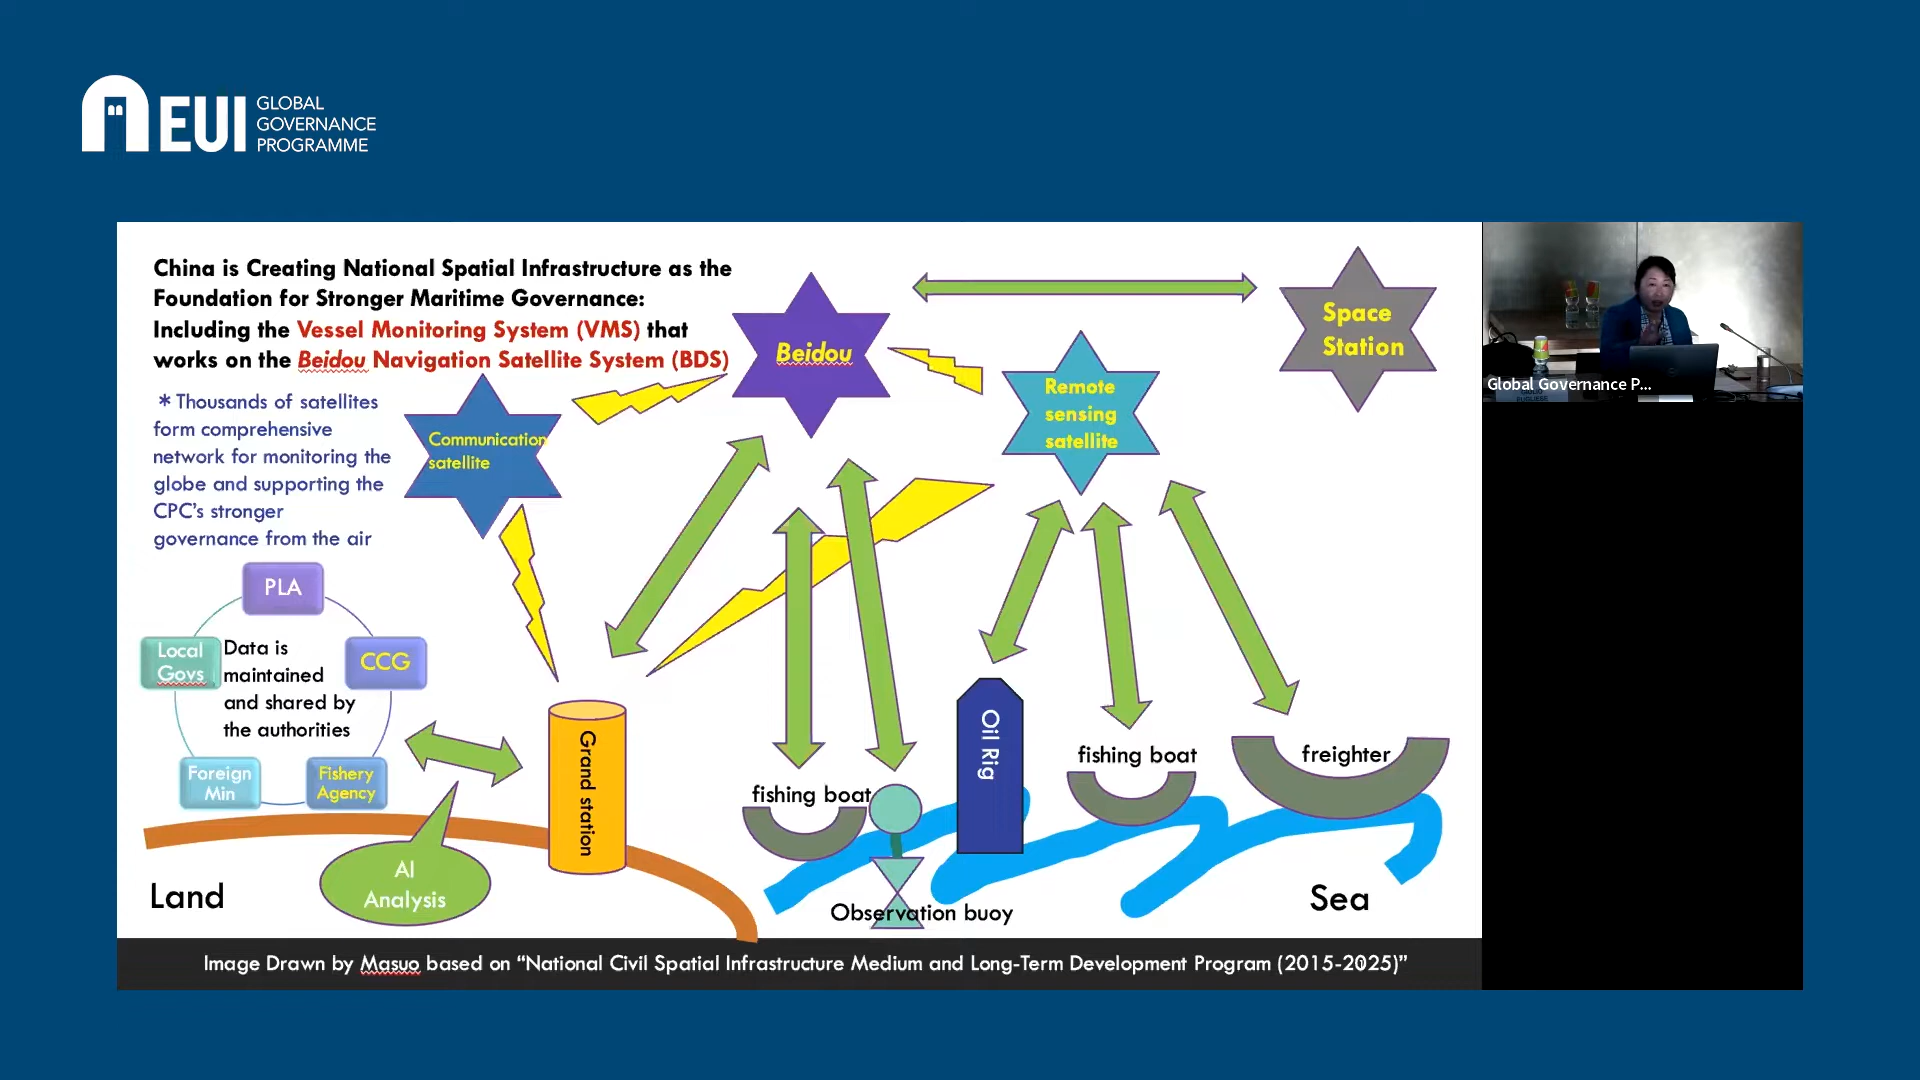 EUI
GLOBAL
GOVERNANCE
PROGRAMME
China is Creating National Spatial Infrastructure as the
Foundation for Stronger Maritime Governance:
Including the Vessel Monitoring System (VMS) that
works on the Beidou Navigation Satellite System (BDS)
* Thousands of satellites
form comprehensive
network for monitoring the
globe and supporting the
CPC's stronger
governance from the air
Communication
satellite
Beidou
Remote
sensing
satellite
Space
Station
PLA
Local
Govs
CCG
Data is
maintained
and shared by
the authorities
Foreign
Min
Fishery
Agency
AI
Analysis
Grand station
fishing boat
Observation buoy
Oil Rig
fishing boat
freighter
Land
Sea
Image Drawn by Masuo based on “National Civil Spatial Infrastructure Medium and Long-Term Development Program (2015-2025)”
Global Governance P...
PUGLIESE